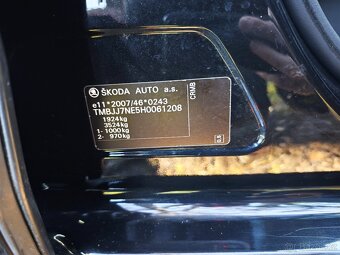 ŠKODA AUTO a.s.
e11*2007/46*0243
TMBJJ7NE5H0061208
1924kg
3524kg
1- 1000kg
2- 970kg
CRMB